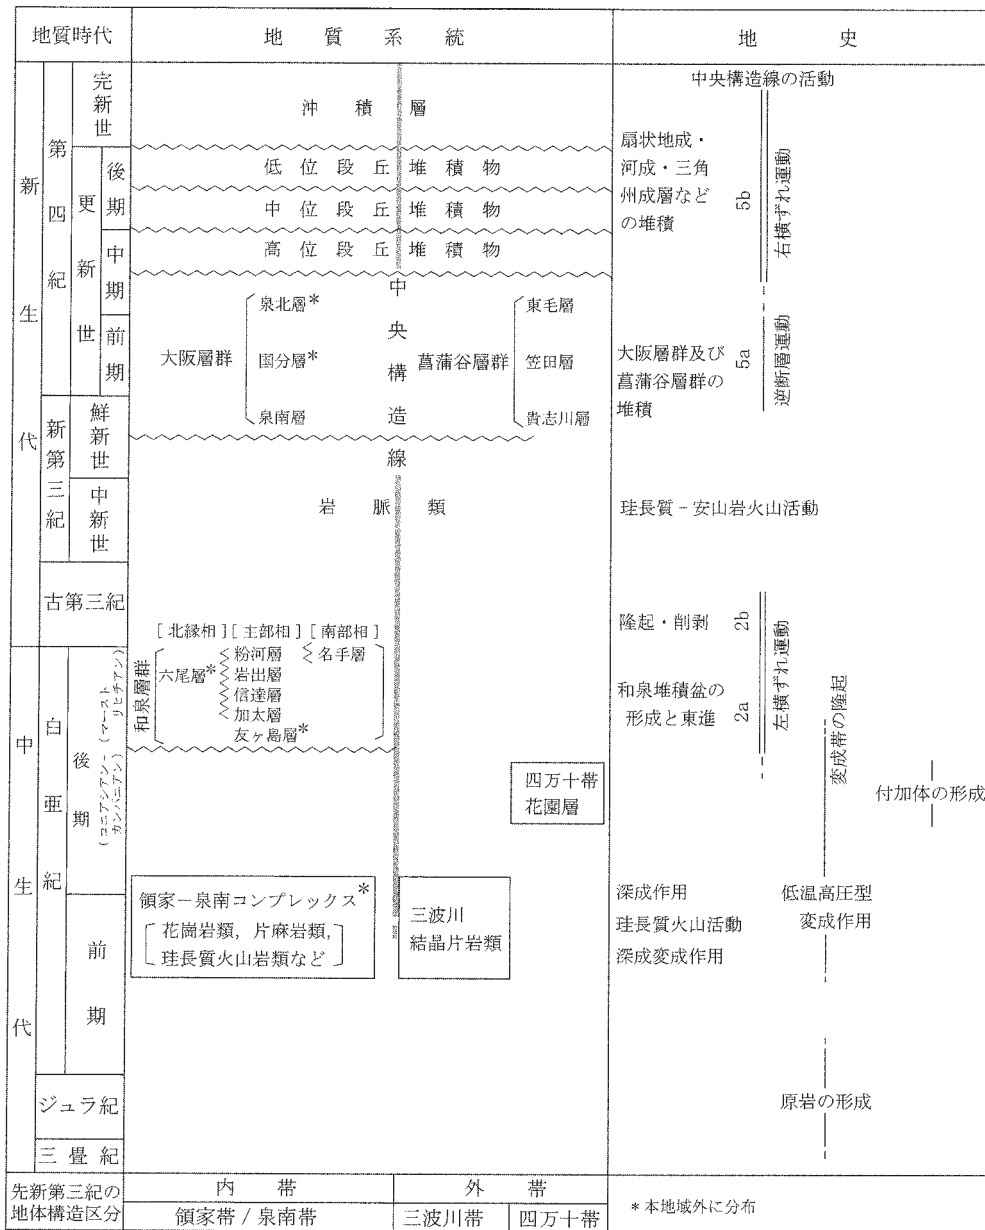 地質時代
地質系統
地史
新生代
第四紀
完新世
更新世
後期
中期
前期
新第三紀
鮮新世
中新世
古第三紀
中生代
白亜紀
後期
(マーストリヒチアン)
(コニアシアン-カンパニアン)
前期
ジュラ紀
三畳紀
沖積層
低位段丘堆積物
中位段丘堆積物
高位段丘堆積物
中央構造線
大阪層群
泉北層*
国分層*
泉南層
菖蒲谷層群
東毛層
笠田層
貴志川層
岩脈類
[北縁相][主部相][南部相]
和泉層群
六尾層*
粉河層
岩出層
信達層
加太層
友ヶ島層*
名手層
四万十帯
花園層
領家-泉南コンプレックス*
花崗岩類,片麻岩類,
珪長質火山岩類など
三波川
結晶片岩類
中央構造線の活動
扇状地成・
河成・三角
州成層など
の堆積
5b
右横ずれ運動
大阪層群及び
菖蒲谷層群の
堆積
5a
逆断層運動
珪長質-安山岩火山活動
隆起・削剥
2b
和泉堆積盆の
形成と東進
2a
左横ずれ運動
変成帯の隆起
付加体の形成
深成作用
珪長質火山活動
深成変成作用
低温高圧型
変成作用
原岩の形成
先新第三紀の
地体構造区分
内帯
外帯
領家帯/泉南帯
三波川帯
四万十帯
*本地域外に分布